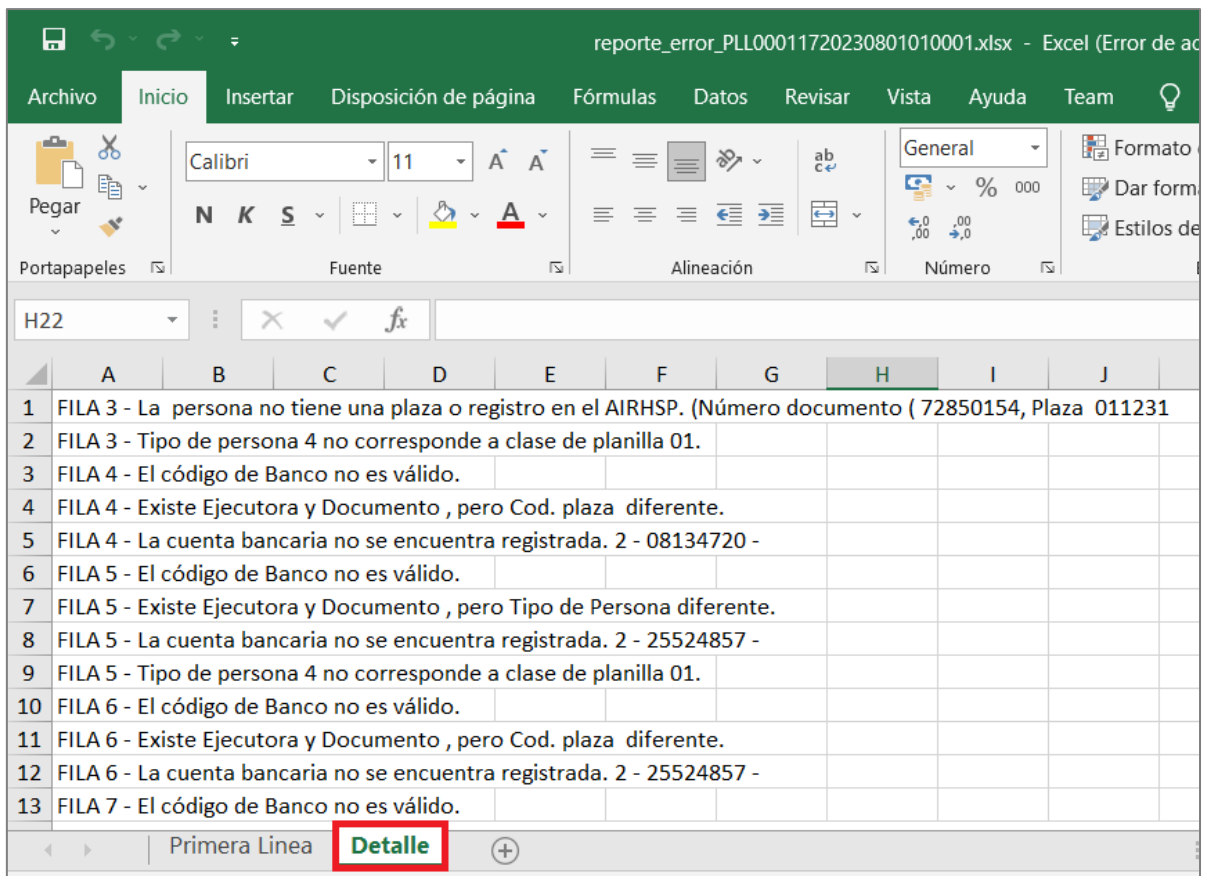 reporte_error_PLL00011720230801010001.xlsx - Excel (Error de ac
Archivo Inicio Insertar Disposición de página Fórmulas Datos Revisar Vista Ayuda Team
Calibri 11 General Formato
Pegar N K S % 000 Dar forma
Estilos de
Portapapeles Fuente Alineación Número
H22 fx
A B C D E F G H I J
1 FILA 3 - La  persona no tiene una plaza o registro en el AIRHSP. (Número documento ( 72850154, Plaza  011231
2 FILA 3 - Tipo de persona 4 no corresponde a clase de planilla 01.
3 FILA 4 - El código de Banco no es válido.
4 FILA 4 - Existe Ejecutora y Documento , pero Cod. plaza  diferente.
5 FILA 4 - La cuenta bancaria no se encuentra registrada. 2 - 08134720 -
6 FILA 5 - El código de Banco no es válido.
7 FILA 5 - Existe Ejecutora y Documento , pero Tipo de Persona diferente.
8 FILA 5 - La cuenta bancaria no se encuentra registrada. 2 - 25524857 -
9 FILA 5 - Tipo de persona 4 no corresponde a clase de planilla 01.
10 FILA 6 - El código de Banco no es válido.
11 FILA 6 - Existe Ejecutora y Documento , pero Cod. plaza  diferente.
12 FILA 6 - La cuenta bancaria no se encuentra registrada. 2 - 25524857 -
13 FILA 7 - El código de Banco no es válido.
Primera Linea Detalle